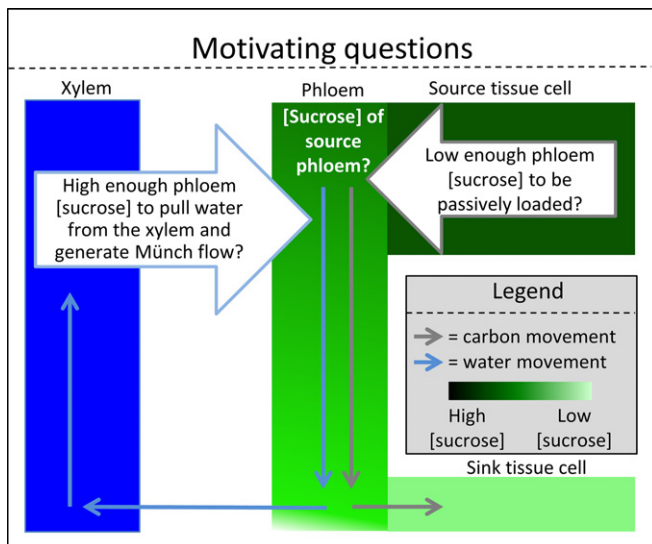 Motivating questions
Xylem
Phloem
Source tissue cell
[Sucrose] of
source
phloem?
High enough phloem
[sucrose] to pull water
from the xylem and
generate Münch flow?
Low enough phloem
[sucrose] to be
passively loaded?
Legend
= carbon movement
= water movement
High
[sucrose]
Low
[sucrose]
Sink tissue cell